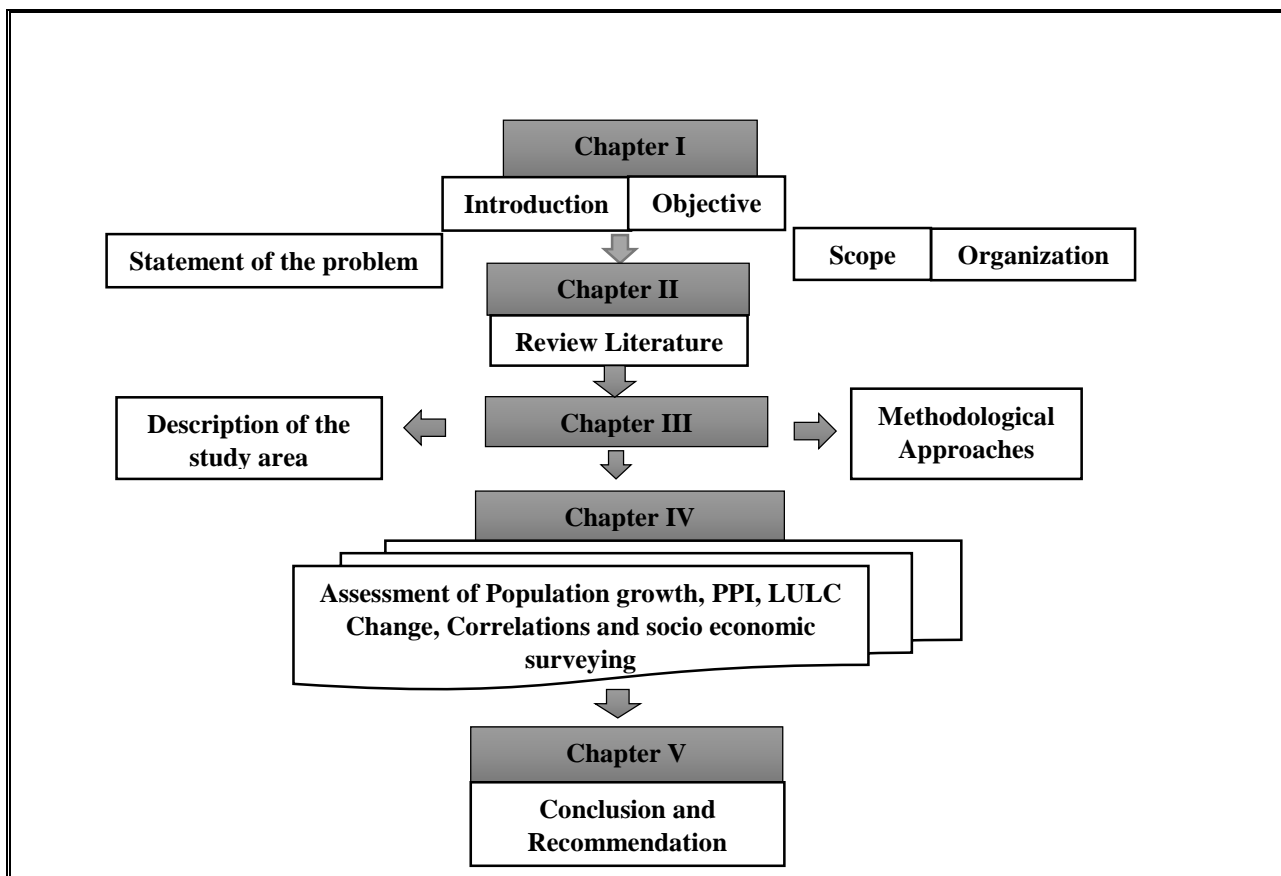 Chapter I
Introduction
Objective
Statement of the problem
Scope
Organization
Chapter II
Review Literature
Description of the
study area
Chapter III
Methodological
Approaches
Chapter IV
Assessment of Population growth, PPI, LULC
Change, Correlations and socio economic
surveying
Chapter V
Conclusion and
Recommendation